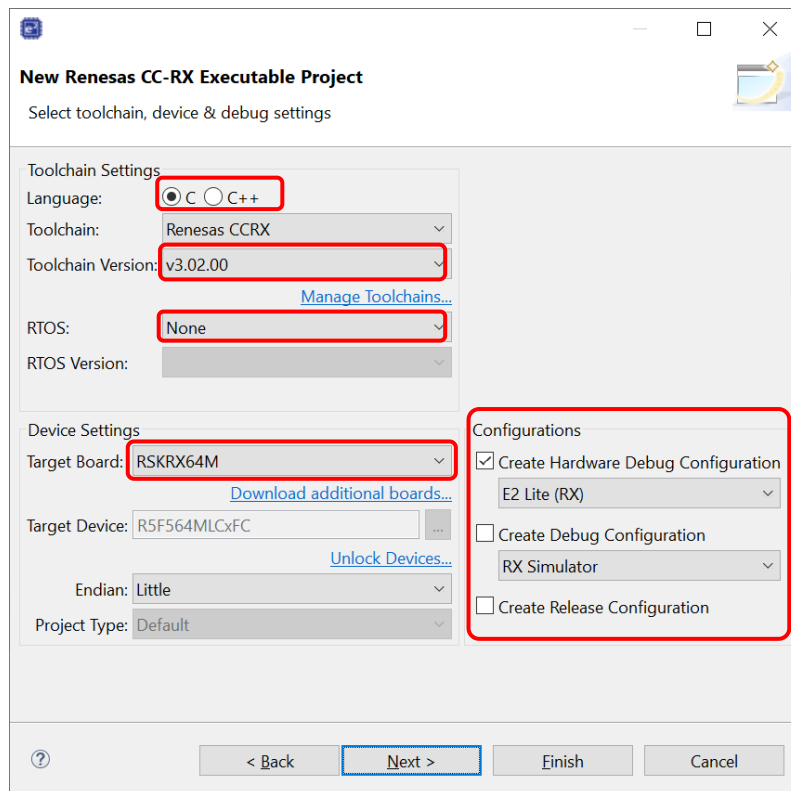 New Renesas CC-RX Executable Project
Select toolchain, device & debug settings
Toolchain Settings
Language: C C++
Toolchain: Renesas CCRX
Toolchain Version: v3.02.00
Manage Toolchains...
RTOS: None
RTOS Version:
Device Settings
Target Board: RSKRX64M
Download additional boards...
Target Device: R5F564MLCxFC ...
Unlock Devices...
Endian: Little
Project Type: Default
Configurations
Create Hardware Debug Configuration
E2 Lite (RX)
Create Debug Configuration
RX Simulator
Create Release Configuration
? < Back Next > Finish Cancel